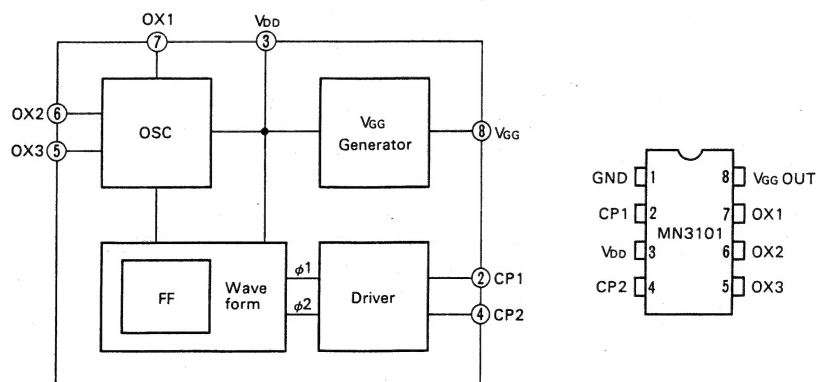 OX1
VDD
7
3
OX2
6
OSC
VGG
Generator
8
VGG
OX3
5
FF
Wave
form
φ1
φ2
Driver
2
CP1
4
CP2
GND
1
8
VGG OUT
CP1
2
7
OX1
MN3101
VDD
3
6
OX2
CP2
4
5
OX3